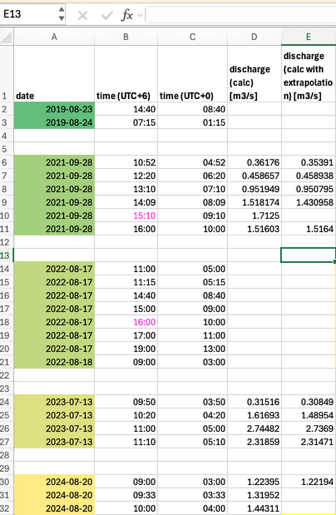 E13
fx
A B C D E
discharge
discharge (calc with
(calc) extrapolatio
1 date time (UTC+6) time (UTC+0) [m3/s] n) [m3/s]
2 2019-08-23 14:40 08:40
3 2019-08-24 07:15 01:15
4
5
6 2021-09-28 10:52 04:52 0.36176 0.35391
7 2021-09-28 12:20 06:20 0.458657 0.458938
8 2021-09-28 13:10 07:10 0.951949 0.950795
9 2021-09-28 14:09 08:09 1.518174 1.430958
10 2021-09-28 15:10 09:10 1.7125
11 2021-09-28 16:00 10:00 1.51603 1.5164
12
13
14 2022-08-17 11:00 05:00
15 2022-08-17 11:15 05:15
16 2022-08-17 14:40 08:40
17 2022-08-17 15:00 09:00
18 2022-08-17 16:00 10:00
19 2022-08-17 17:00 11:00
20 2022-08-17 19:00 13:00
21 2022-08-18 09:00 03:00
22
23
24 2023-07-13 09:50 03:50 0.31516 0.30849
25 2023-07-13 10:20 04:20 1.61693 1.48954
26 2023-07-13 11:00 05:00 2.74482 2.7369
27 2023-07-13 11:10 05:10 2.31859 2.31471
28
29
30 2024-08-20 09:00 03:00 1.22395 1.22194
31 2024-08-20 09:33 03:33 1.31952
32 2024-08-20 10:00 04:00 1.44311